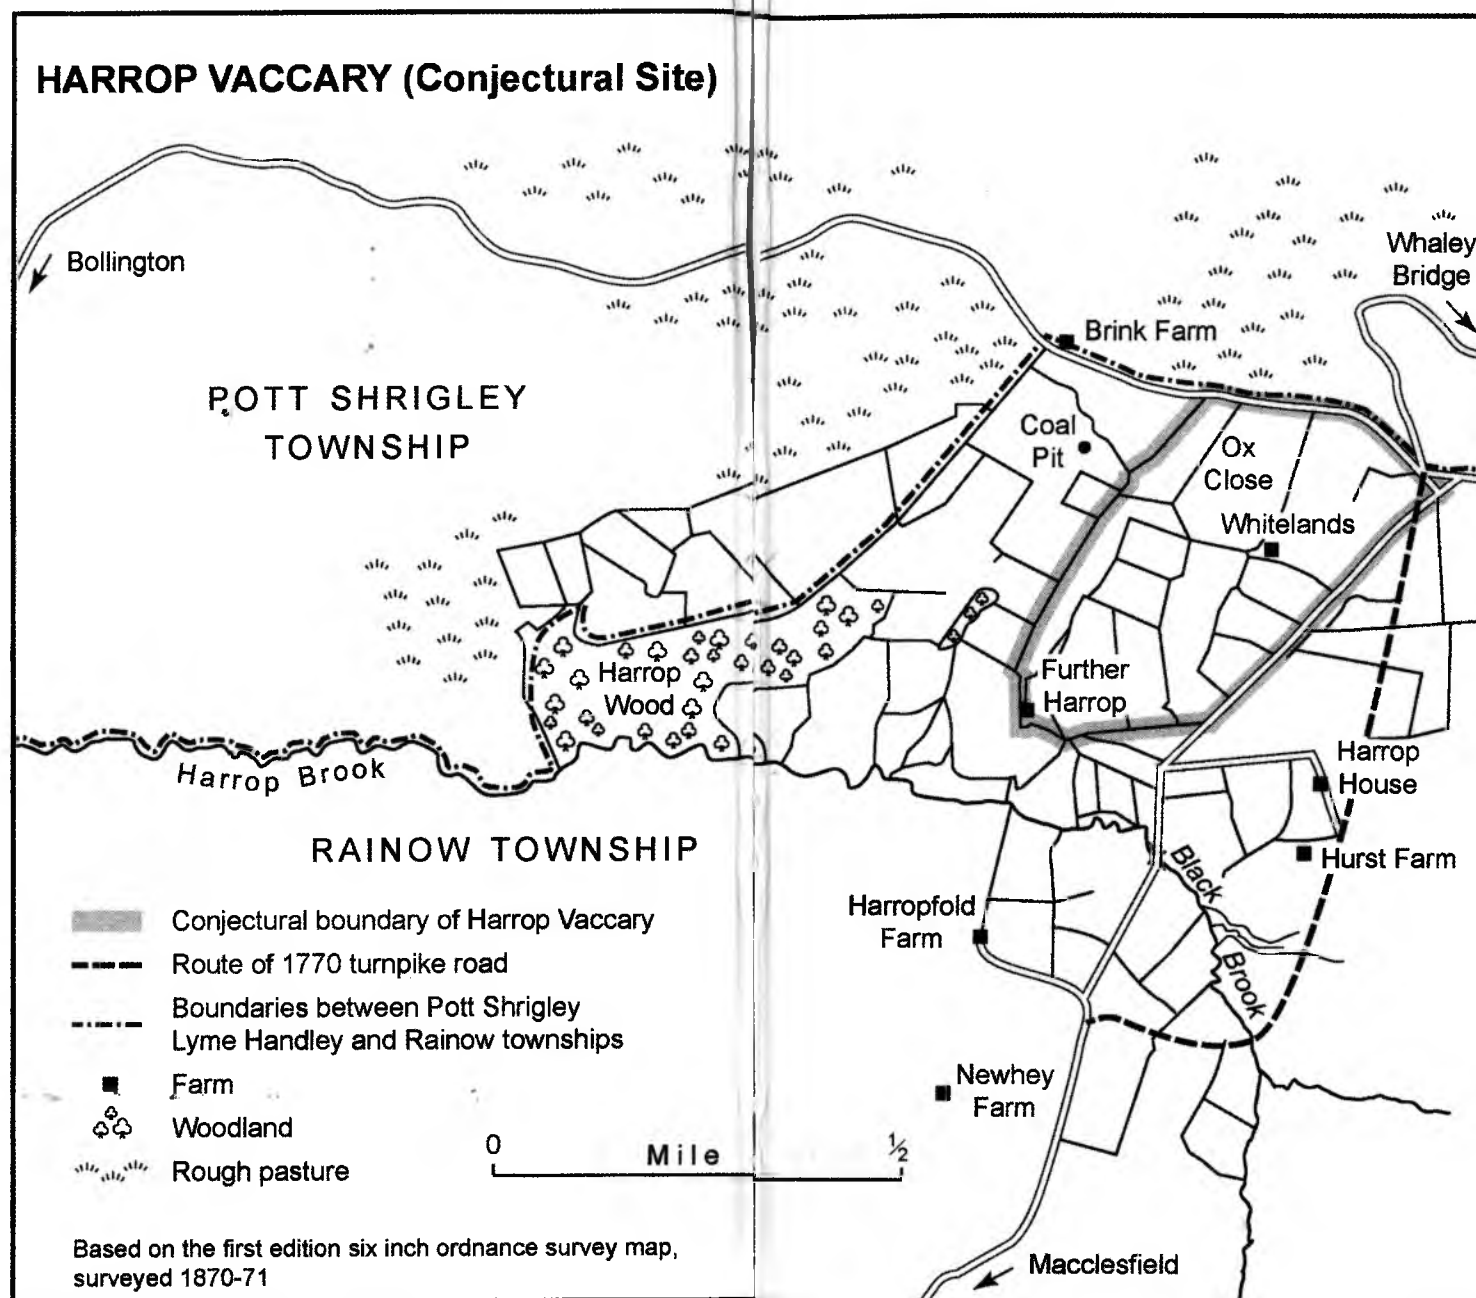 HARROP VACCARY (Conjectural Site)
Bollington
Whaley
Bridge
Brink Farm
POTT SHRIGLEY
TOWNSHIP
Coal
Pit
Ox
Close
Whitelands
Harrop
Wood
Further
Harrop
Harrop Brook
Harrop
House
RAINOW TOWNSHIP
Black
Brook
Hurst Farm
Harropfold
Farm
Conjectural boundary of Harrop Vaccary
Route of 1770 turnpike road
Boundaries between Pott Shrigley
Lyme Handley and Rainow townships
Farm
Woodland
Rough pasture
Newhey
Farm
0 Mile ½
Macclesfield
Based on the first edition six inch ordnance survey map,
surveyed 1870-71